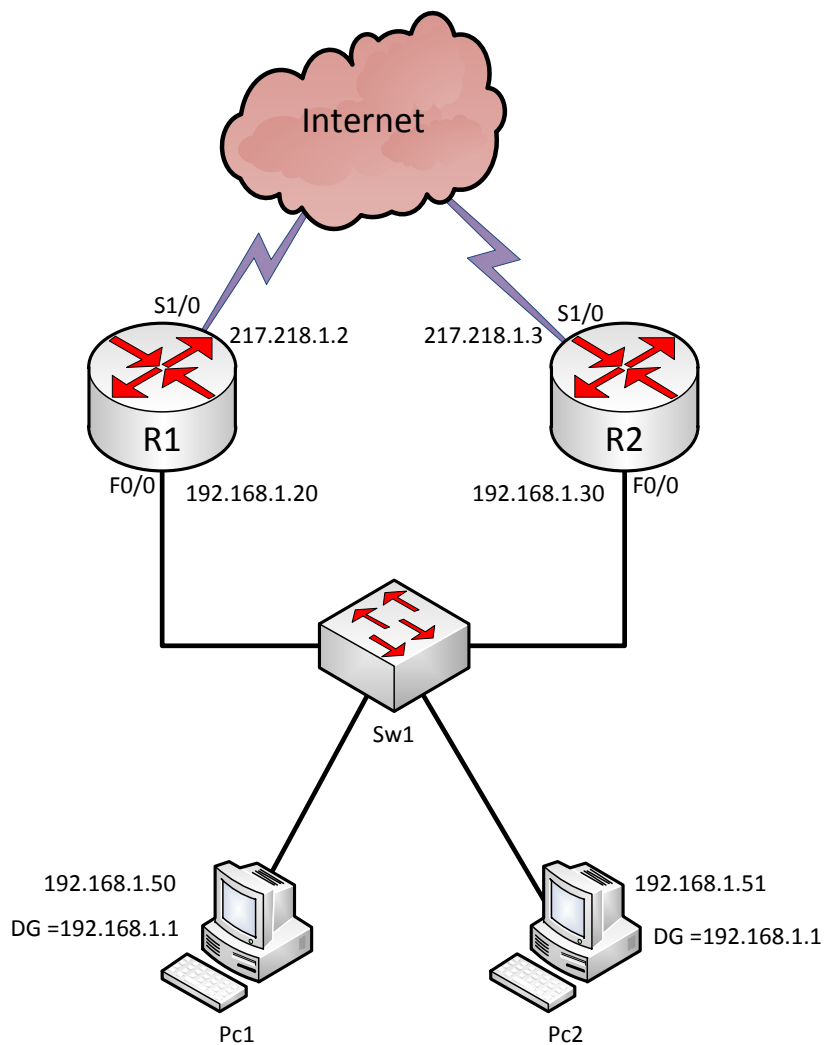 Internet
S1/0
S1/0
217.218.1.2
217.218.1.3
R1
R2
F0/0
F0/0
192.168.1.20
192.168.1.30
Sw1
192.168.1.50
192.168.1.51
DG =192.168.1.1
DG =192.168.1.1
Pc1
Pc2